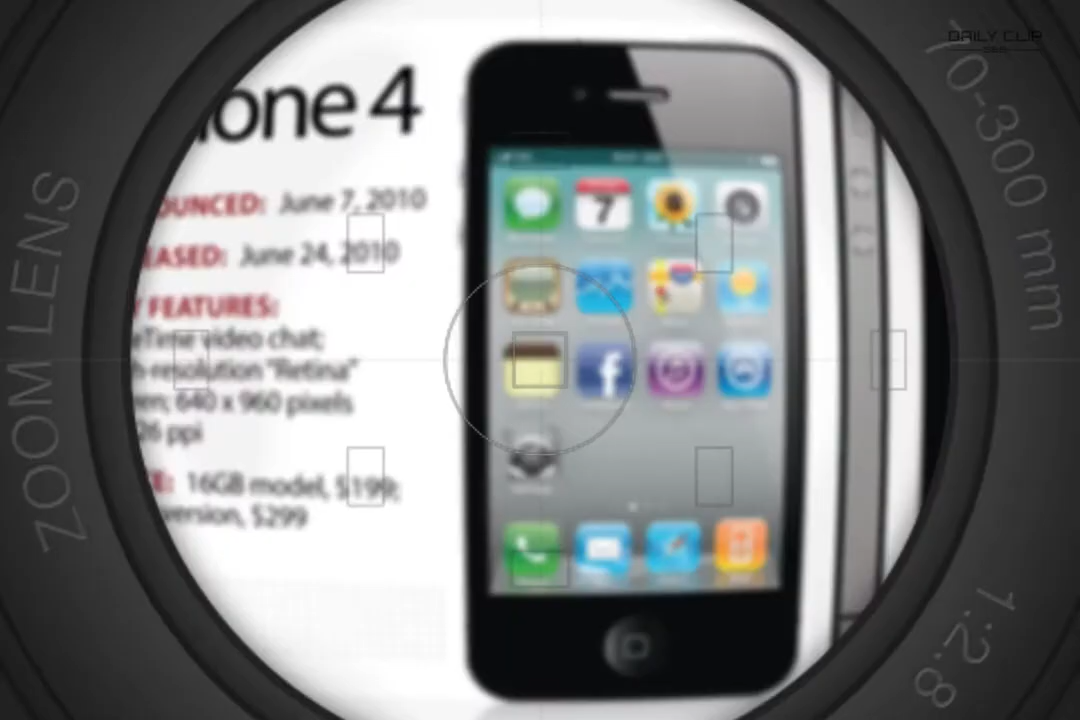 DAILY CLIP
one 4
OUNCED: June 7, 2010
EASED: June 24, 2010
FEATURES:
eTime video chat;
h-resolution "Retina"
en; 640 x 960 pixels
26 ppi
E: 16GB model, $199;
version, $299
7
f
ZOOM LENS
70-300 mm
1:2.8